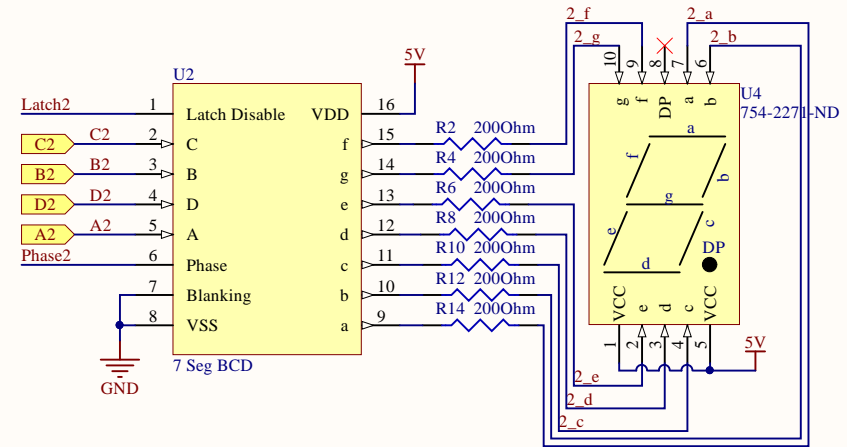 2_f
2_a
2_g
2_b
5V
U2
10
9
8
7
6
U4
754-2271-ND
g
f
DP
a
b
Latch2
1
Latch Disable
VDD
16
C2
C2
2
C
f
15
R2
200Ohm
B2
B2
3
B
g
14
R4
200Ohm
D2
D2
4
D
e
13
R6
200Ohm
A2
A2
5
A
d
12
R8
200Ohm
Phase2
6
Phase
c
11
R10
200Ohm
7
Blanking
b
10
R12
200Ohm
8
VSS
a
9
R14
200Ohm
a
f
b
g
e
c
d
DP
VCC
e
d
c
VCC
1
2
3
4
5
5V
7 Seg BCD
GND
2_e
2_d
2_c